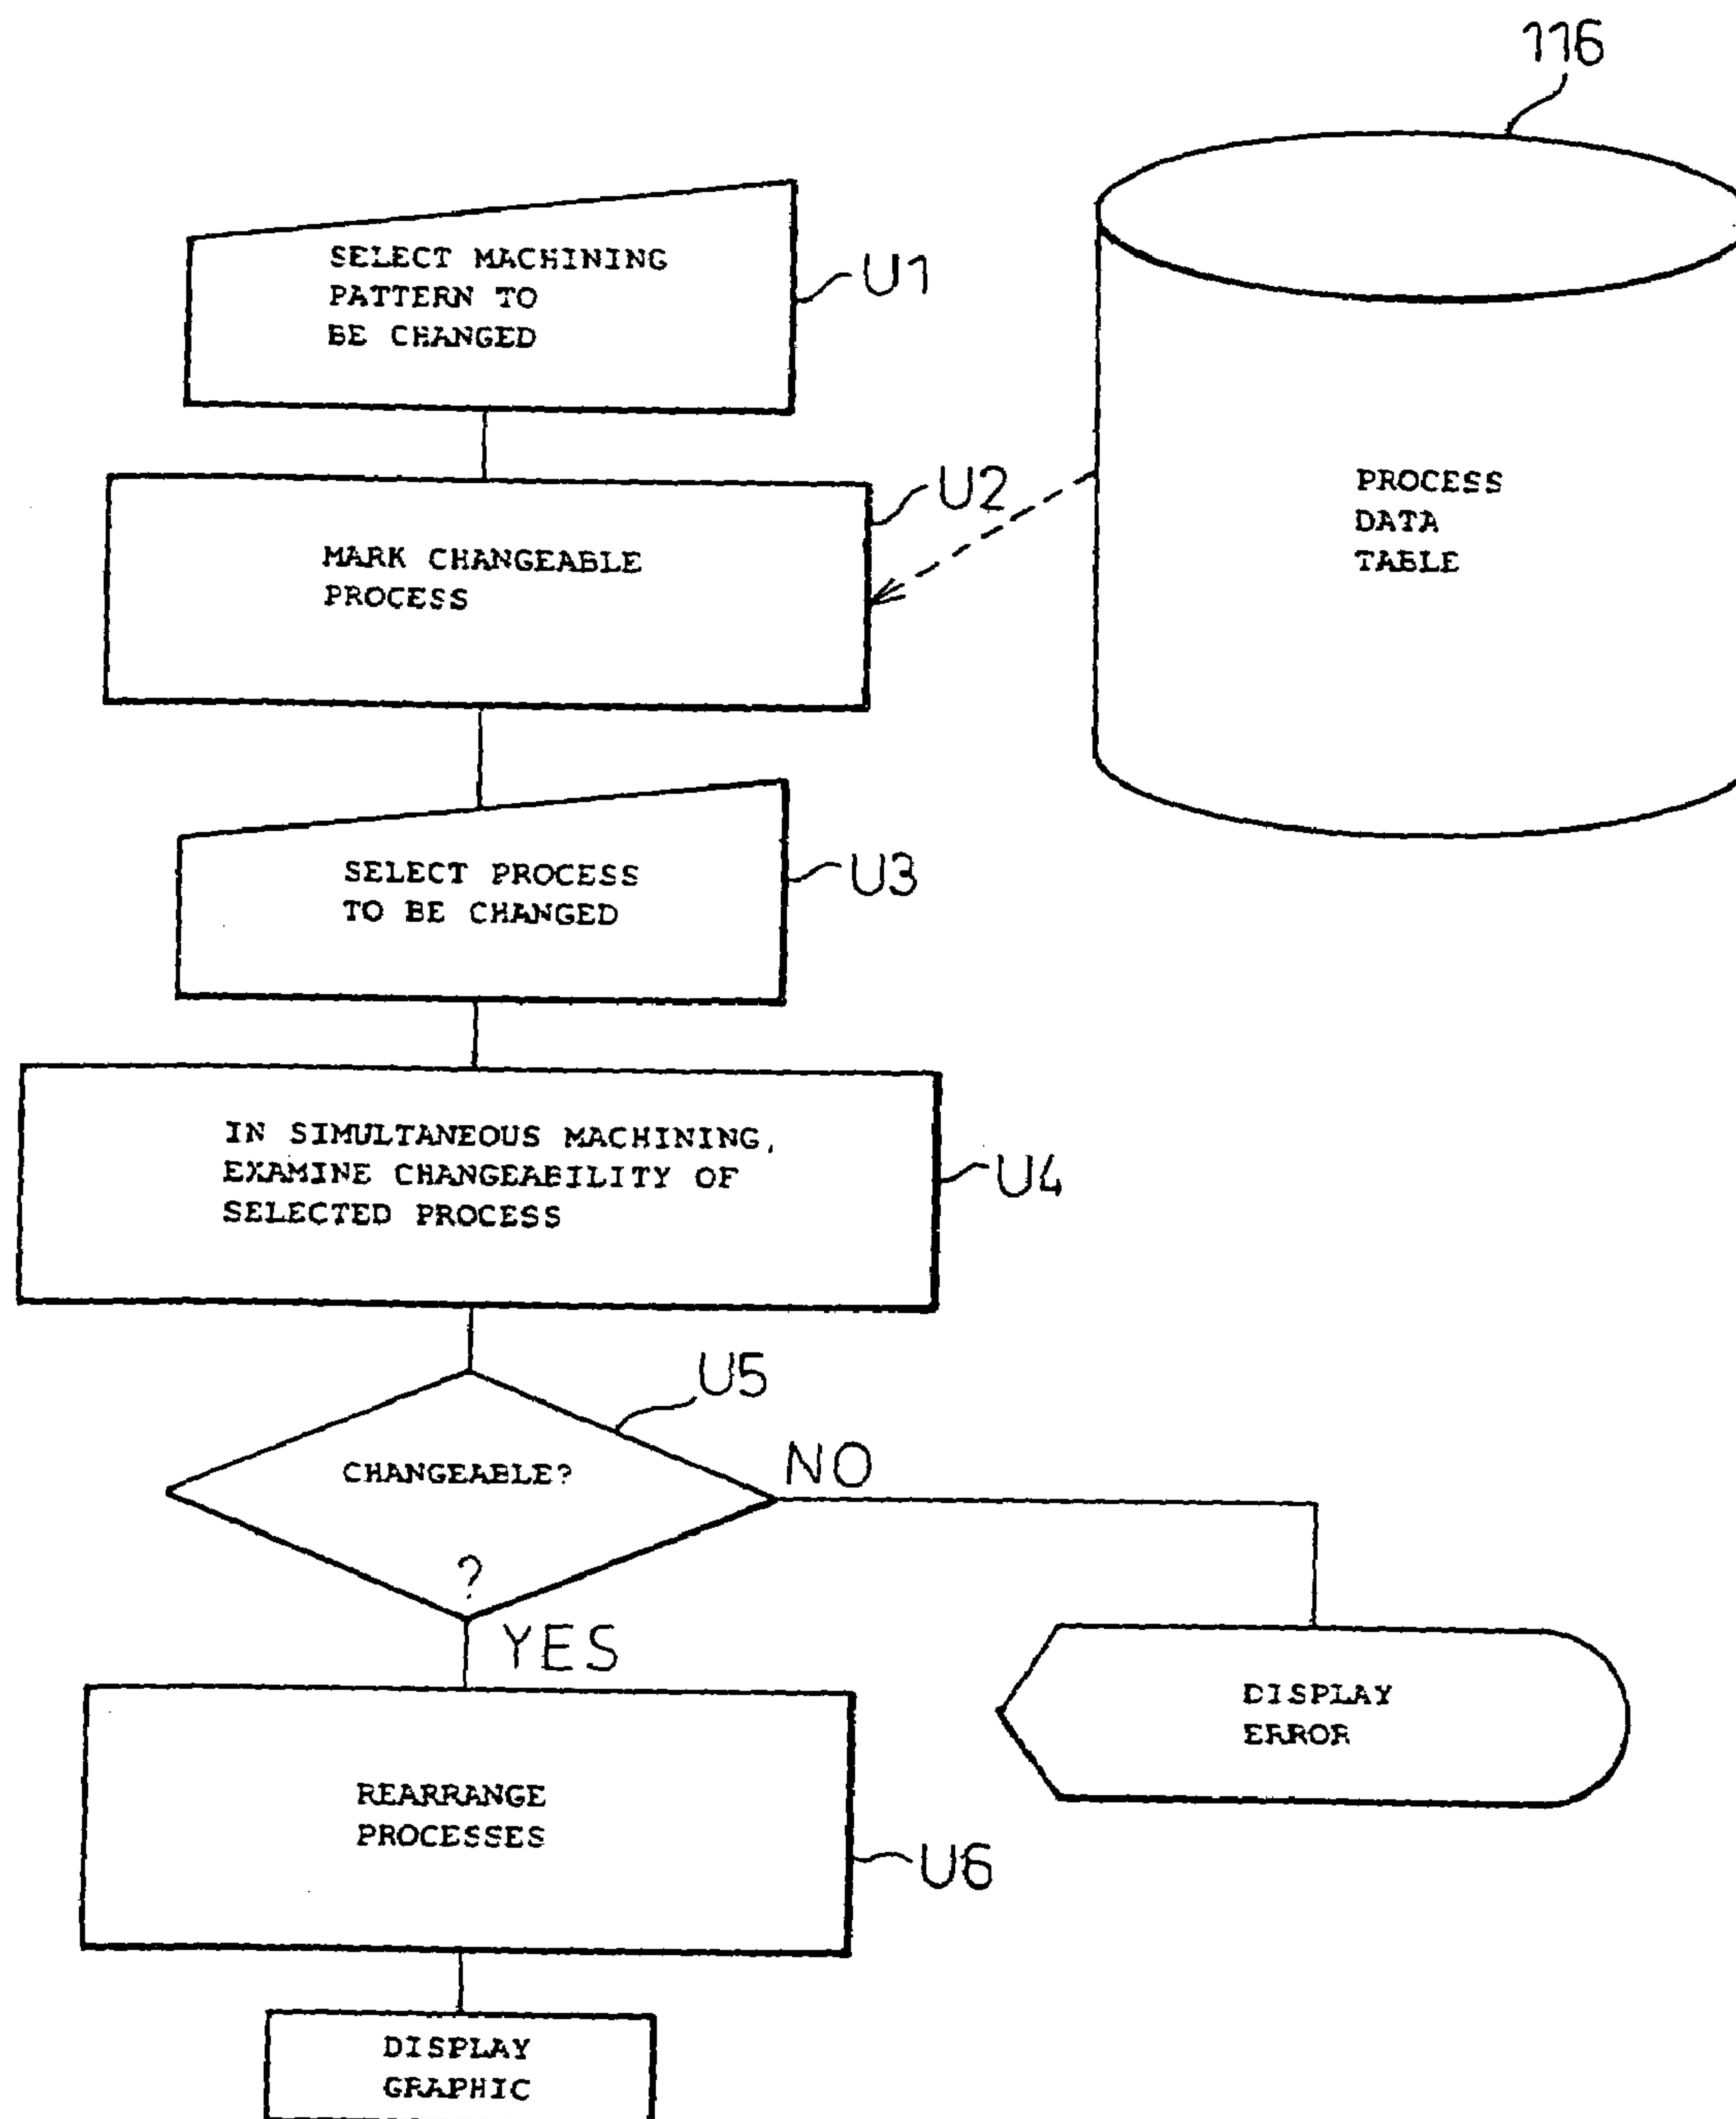 116
SELECT MACHINING
PATTERN TO
BE CHANGED
U1
MARK CHANGEABLE
PROCESS
U2
PROCESS
DATA
TABLE
SELECT PROCESS
TO BE CHANGED
U3
IN SIMULTANEOUS MACHINING,
EXAMINE CHANGEABILITY OF
SELECTED PROCESS
U4
U5
CHANGEABLE?
NO
?
YES
DISPLAY
ERROR
REARRANGE
PROCESSES
U6
DISPLAY
GRAPHIC